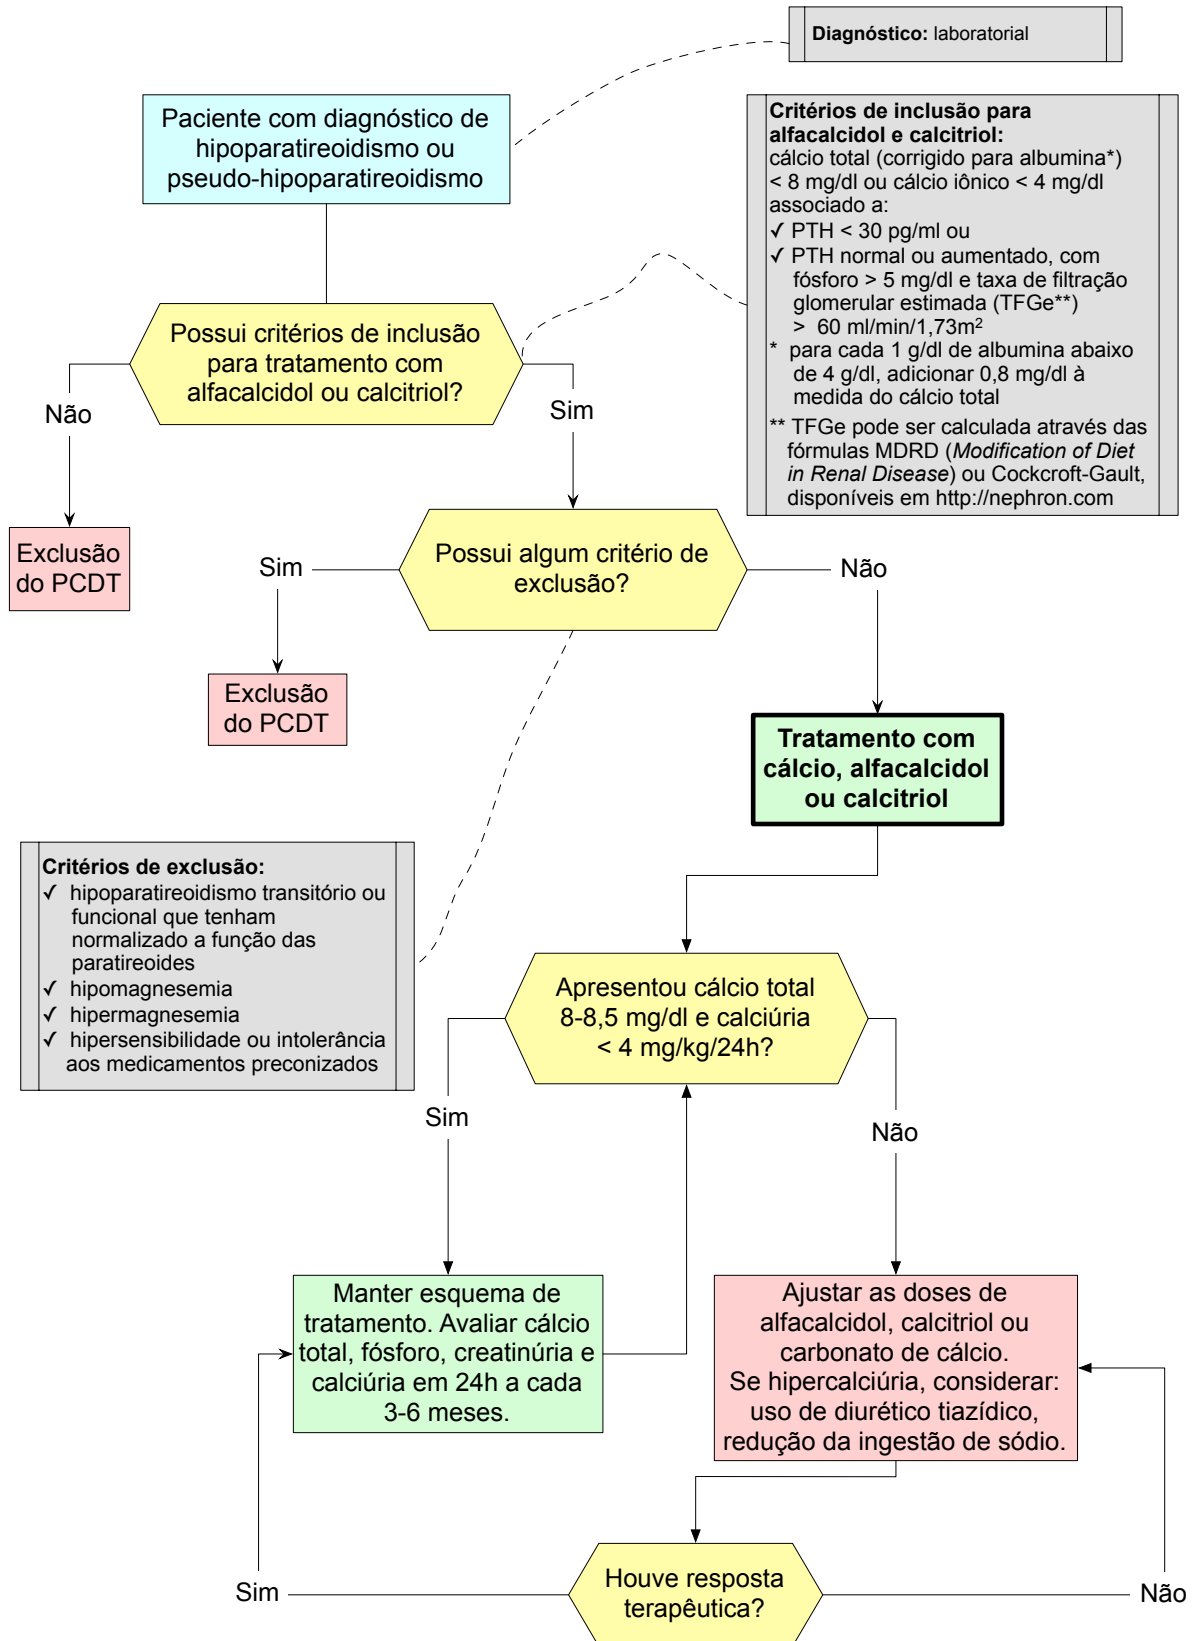 Diagnóstico: laboratorial
Paciente com diagnóstico de
hipoparatireoidismo ou
pseudo-hipoparatireoidismo
Critérios de inclusão para
alfacalcidol e calcitriol:
cálcio total (corrigido para albumina*)
< 8 mg/dl ou cálcio iônico < 4 mg/dl
associado a:
✓ PTH < 30 pg/ml ou
✓ PTH normal ou aumentado, com
fósforo > 5 mg/dl e taxa de filtração
glomerular estimada (TFGe**)
> 60 ml/min/1,73m²
* para cada 1 g/dl de albumina abaixo
de 4 g/dl, adicionar 0,8 mg/dl à
medida do cálcio total
** TFGe pode ser calculada através das
fórmulas MDRD (Modification of Diet
in Renal Disease) ou Cockcroft-Gault,
disponíveis em http://nephron.com
Possui critérios de inclusão
para tratamento com
alfacalcidol ou calcitriol?
Não
Sim
Exclusão
do PCDT
Possui algum critério de
exclusão?
Sim
Não
Exclusão
do PCDT
Tratamento com
cálcio, alfacalcidol
ou calcitriol
Critérios de exclusão:
✓ hipoparatireoidismo transitório ou
funcional que tenham
normalizado a função das
paratireoides
✓ hipomagnesemia
✓ hipermagnesemia
✓ hipersensibilidade ou intolerância
aos medicamentos preconizados
Apresentou cálcio total
8-8,5 mg/dl e calciúria
< 4 mg/kg/24h?
Sim
Não
Manter esquema de
tratamento. Avaliar cálcio
total, fósforo, creatinúria e
calciúria em 24h a cada
3-6 meses.
Ajustar as doses de
alfacalcidol, calcitriol ou
carbonato de cálcio.
Se hipercalciúria, considerar:
uso de diurético tiazídico,
redução da ingestão de sódio.
Houve resposta
terapêutica?
Sim
Não